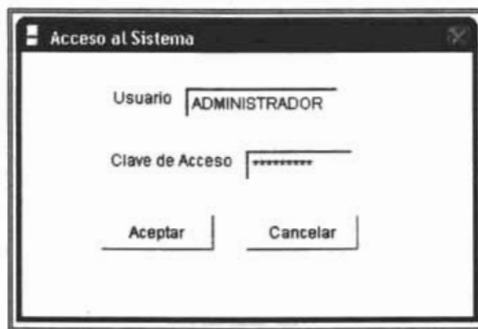 Acceso al Sistema
Usuario ADMINISTRADOR
Clave de Acceso *********
Aceptar Cancelar